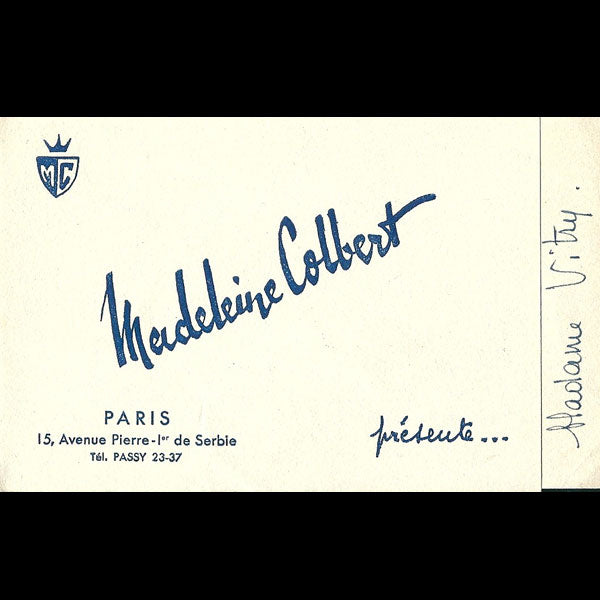 MC
Madeleine Colbert
PARIS
15, Avenue Pierre-Ier de Serbie
Tél. PASSY 23-37
présente...
Madame Vitry.